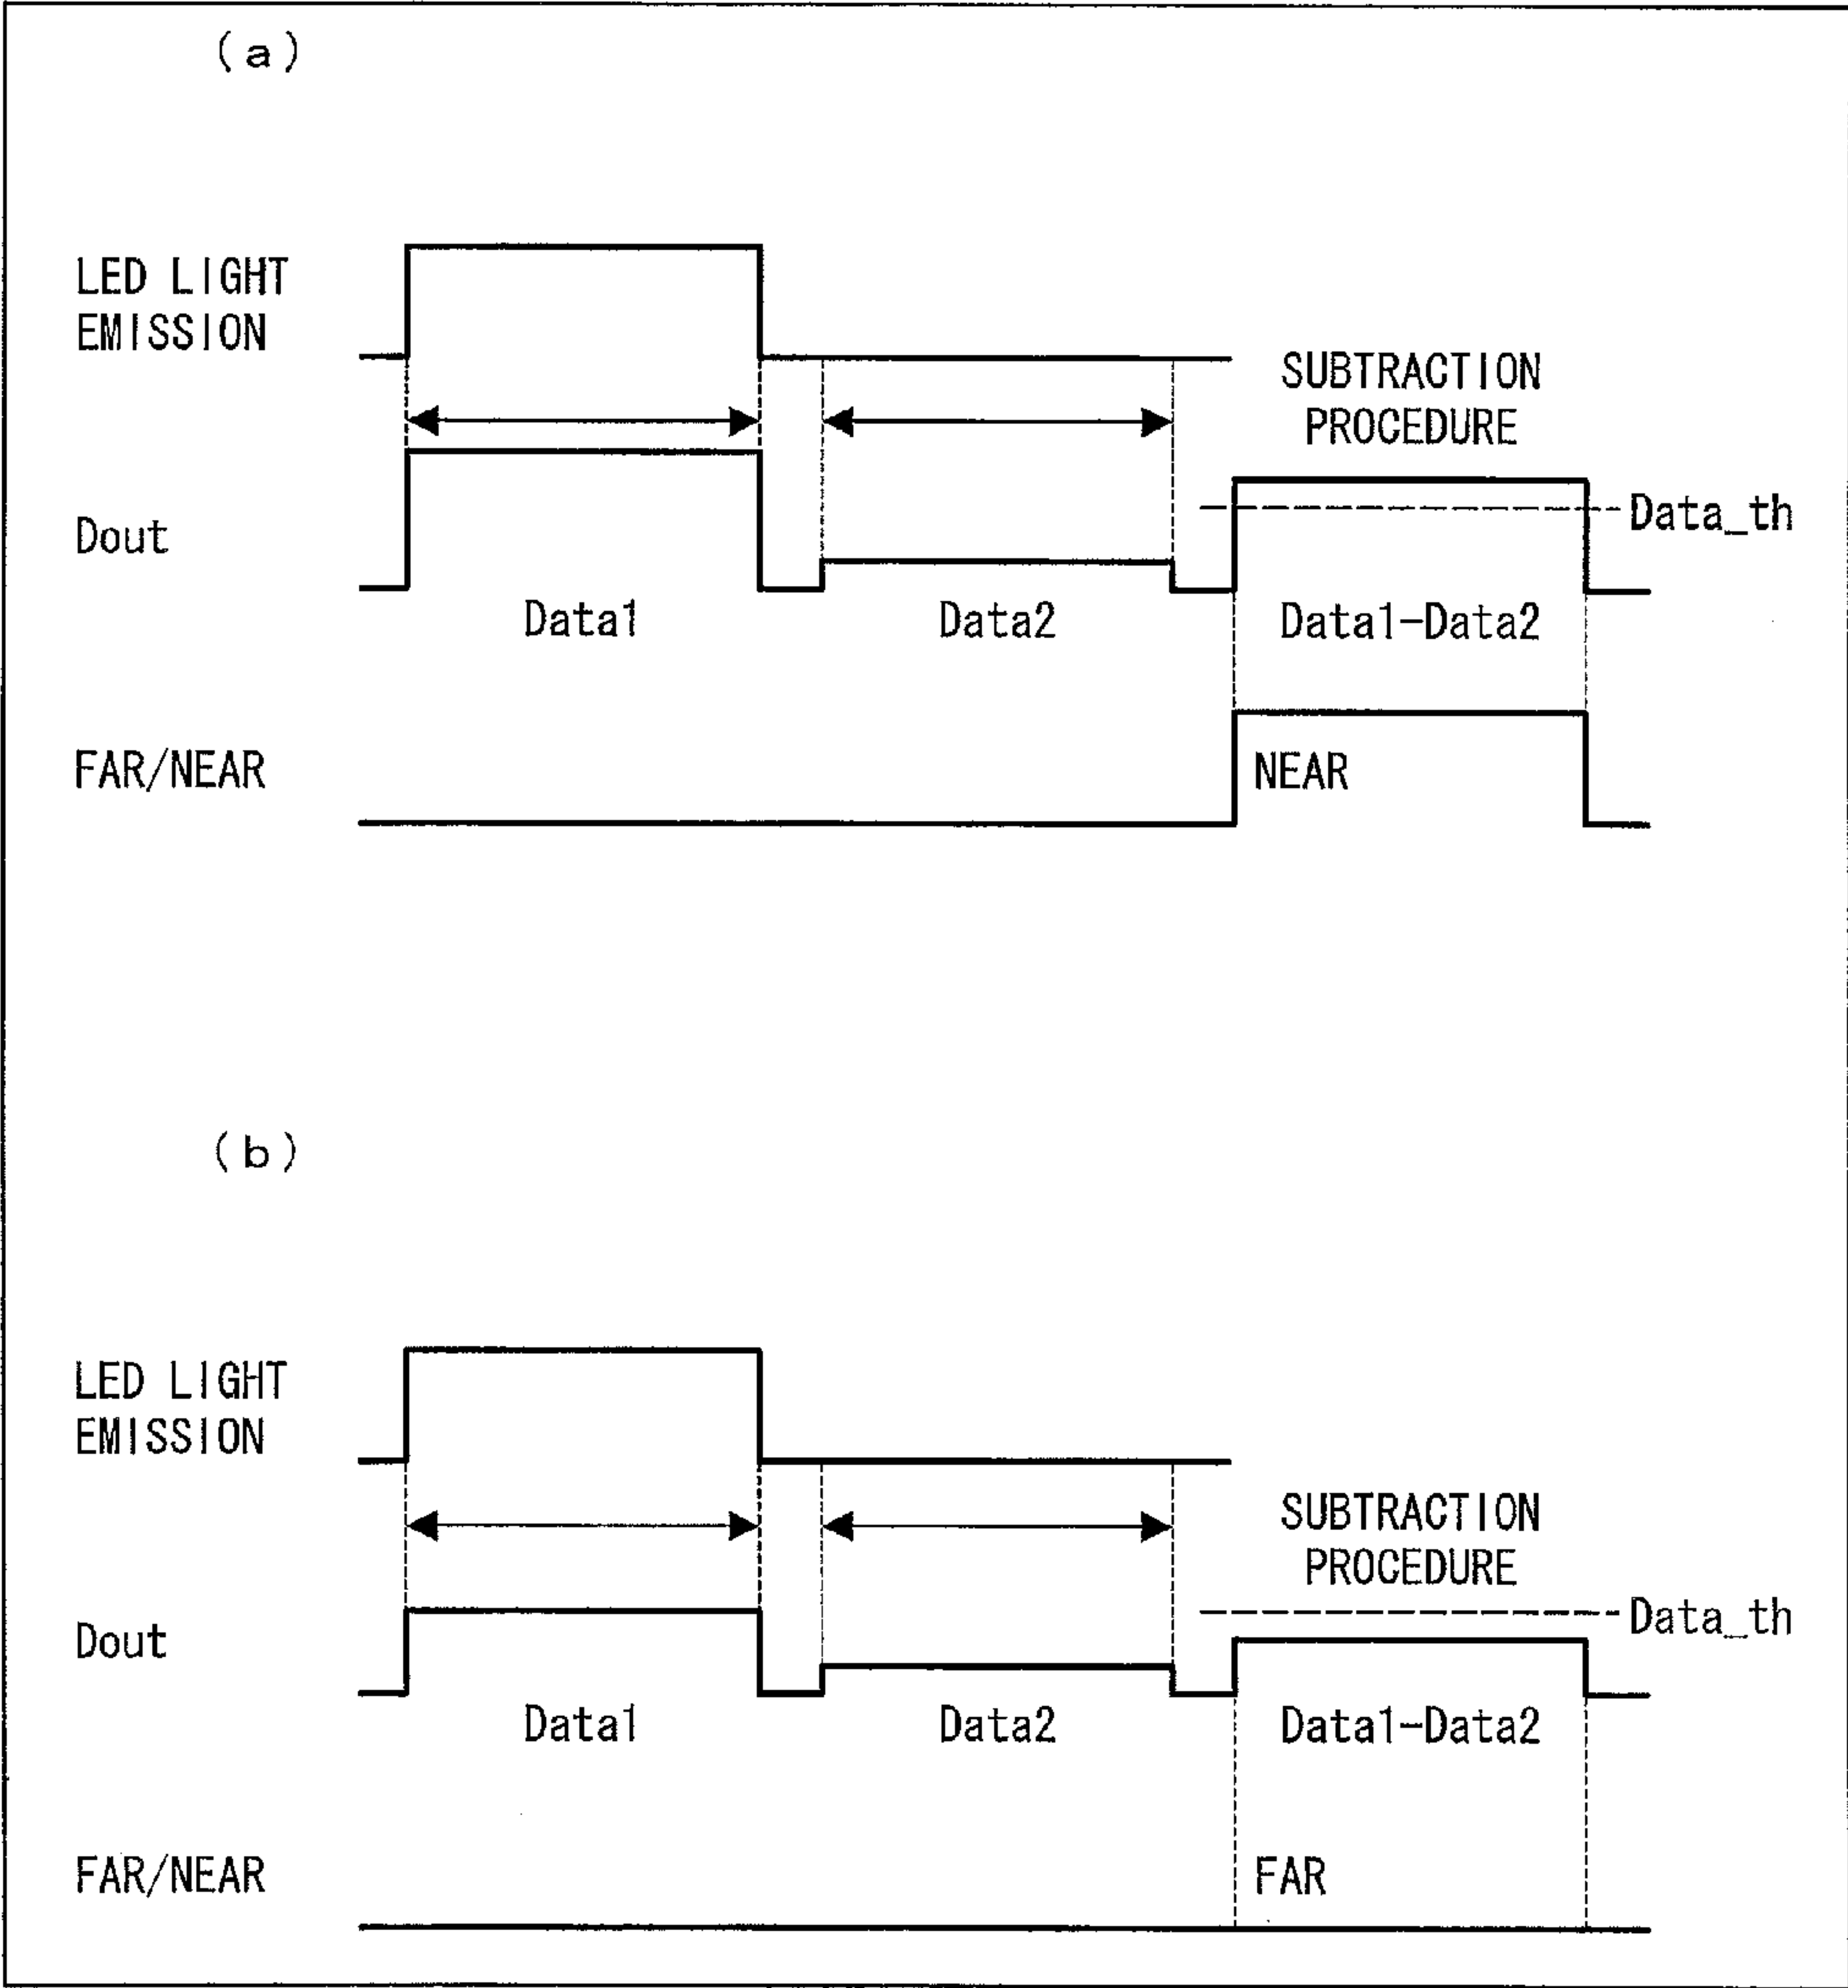 (a)
LED LIGHT
EMISSION
SUBTRACTION
PROCEDURE
Dout
Data_th
Data1
Data2
Data1-Data2
FAR/NEAR
NEAR
(b)
LED LIGHT
EMISSION
SUBTRACTION
PROCEDURE
Dout
Data_th
Data1
Data2
Data1-Data2
FAR/NEAR
FAR